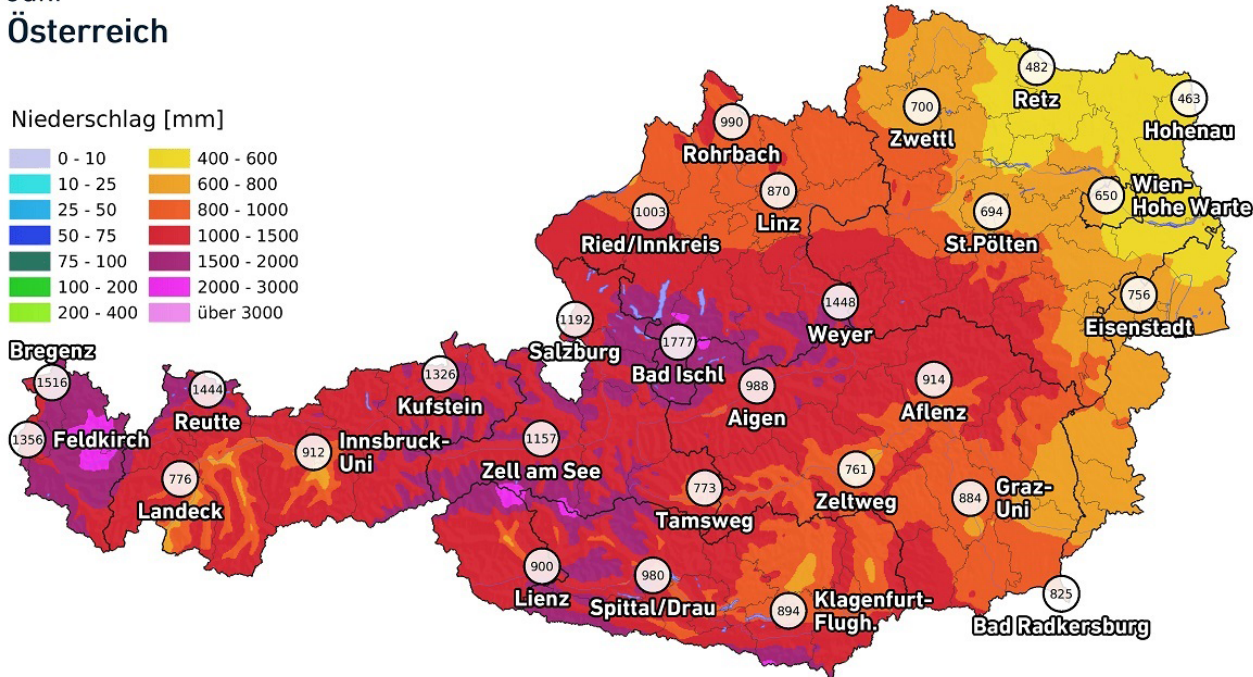 Österreich
Niederschlag [mm]
0 - 10
10 - 25
25 - 50
50 - 75
75 - 100
100 - 200
200 - 400
400 - 600
600 - 800
800 - 1000
1000 - 1500
1500 - 2000
2000 - 3000
über 3000
482
Retz
463
Hohenau
700
Zwettl
990
Rohrbach
870
Linz
1003
Ried/Innkreis
694
St.Pölten
650
Wien-
Hohe Warte
756
Eisenstadt
1448
Weyer
1192
Salzburg
1777
Bad Ischl
988
Aigen
914
Aflenz
Bregenz
1516
1356
Feldkirch
1444
Reutte
1326
Kufstein
912
Innsbruck-
Uni
776
Landeck
1157
Zell am See
773
Tamsweg
761
Zeltweg
884
Graz-
Uni
900
Lienz
980
Spittal/Drau
894
Klagenfurt-
Flugh.
825
Bad Radkersburg